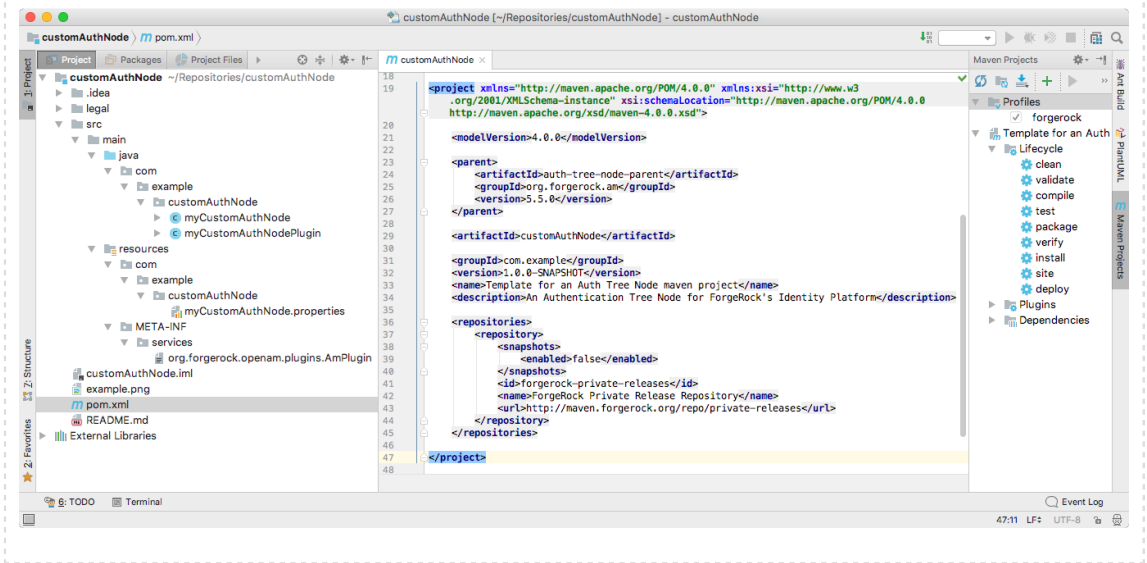 customAuthNode [~/Repositories/customAuthNode] - customAuthNode
customAuthNode pom.xml
1: Project
Project Packages Project Files
customAuthNode ~/Repositories/customAuthNode
.idea
legal
src
main
java
com
example
customAuthNode
myCustomAuthNode
myCustomAuthNodePlugin
resources
com
example
customAuthNode
myCustomAuthNode.properties
META-INF
services
org.forgerock.openam.plugins.AmPlugin
customAuthNode.iml
example.png
pom.xml
README.md
External Libraries
Z: Structure
2: Favorites
customAuthNode
18
19 <project xmlns="http://maven.apache.org/POM/4.0.0" xmlns:xsi="http://www.w3
.org/2001/XMLSchema-instance" xsi:schemaLocation="http://maven.apache.org/POM/4.0.0
http://maven.apache.org/xsd/maven-4.0.0.xsd">
20
21 <modelVersion>4.0.0</modelVersion>
22
23 <parent>
24 <artifactId>auth-tree-node-parent</artifactId>
25 <groupId>org.forgerock.am</groupId>
26 <version>5.5.0</version>
27 </parent>
28
29 <artifactId>customAuthNode</artifactId>
30
31 <groupId>com.example</groupId>
32 <version>1.0.0-SNAPSHOT</version>
33 <name>Template for an Auth Tree Node maven project</name>
34 <description>An Authentication Tree Node for ForgeRock's Identity Platform</description>
35
36 <repositories>
37 <repository>
38 <snapshots>
39 <enabled>false</enabled>
40 </snapshots>
41 <id>forgerock-private-releases</id>
42 <name>ForgeRock Private Release Repository</name>
43 <url>http://maven.forgerock.org/repo/private-releases</url>
44 </repository>
45 </repositories>
46
47 </project>
48
Maven Projects
Profiles
forgerock
Template for an Auth
Lifecycle
clean
validate
compile
test
package
verify
install
site
deploy
Plugins
Dependencies
Ant Build
PlantUML
Maven Projects
6: TODO Terminal Event Log
47:11 LF UTF-8